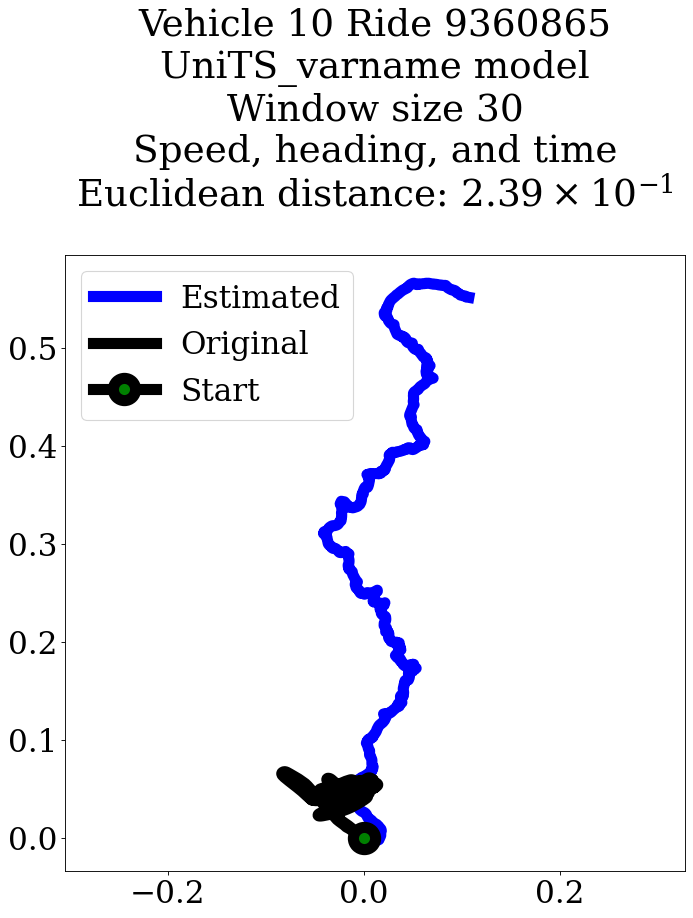 Vehicle 10 Ride 9360865
UniTS_varname model
Window size 30
Speed, heading, and time
Euclidean distance: 2.39 × 10⁻¹
Estimated
Original
Start
0.5
0.4
0.3
0.2
0.1
0.0
−0.2 0.0 0.2